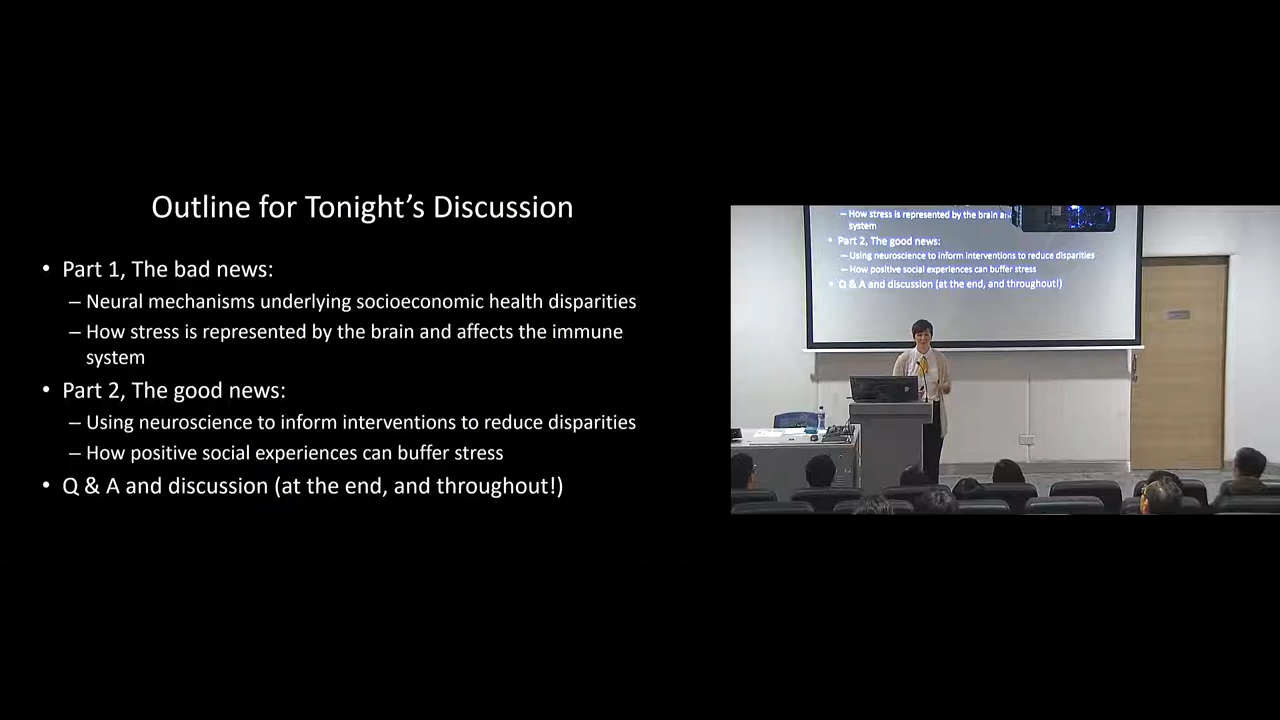 Outline for Tonight’s Discussion
• Part 1, The bad news:
– Neural mechanisms underlying socioeconomic health disparities
– How stress is represented by the brain and affects the immune
system
• Part 2, The good news:
– Using neuroscience to inform interventions to reduce disparities
– How positive social experiences can buffer stress
• Q & A and discussion (at the end, and throughout!)
– How stress is represented by the brain an
system
• Part 2, The good news:
– Using neuroscience to inform interventions to reduce disparities
– How positive social experiences can buffer stress
• Q & A and discussion (at the end, and throughout!)